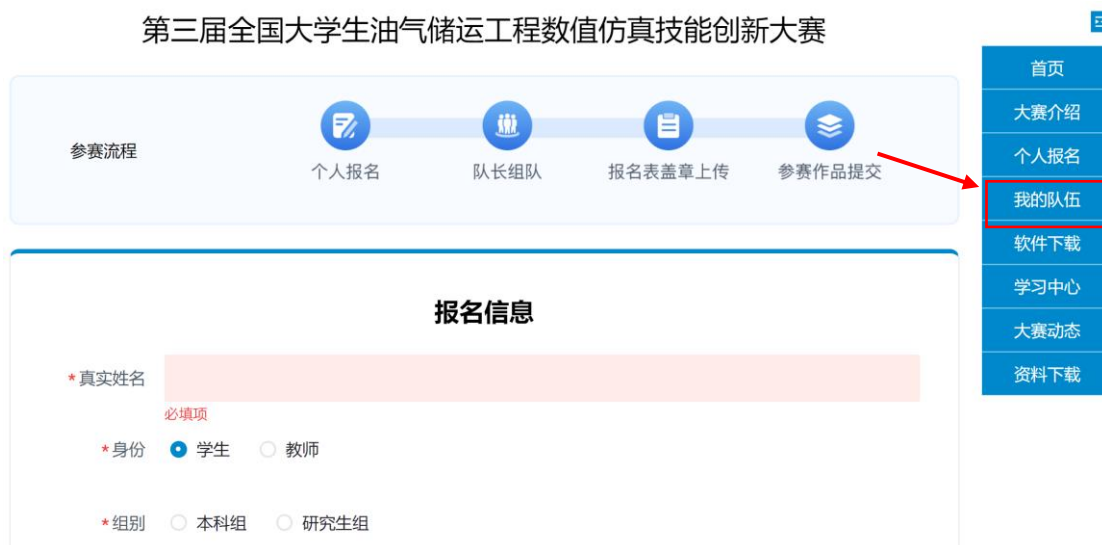 第三届全国大学生油气储运工程数值仿真技能创新大赛
参赛流程
个人报名
队长组队
报名表盖章上传
参赛作品提交
报名信息
*真实姓名
必填项
*身份 学生 教师
*组别 本科组 研究生组
首页
大赛介绍
个人报名
我的队伍
软件下载
学习中心
大赛动态
资料下载